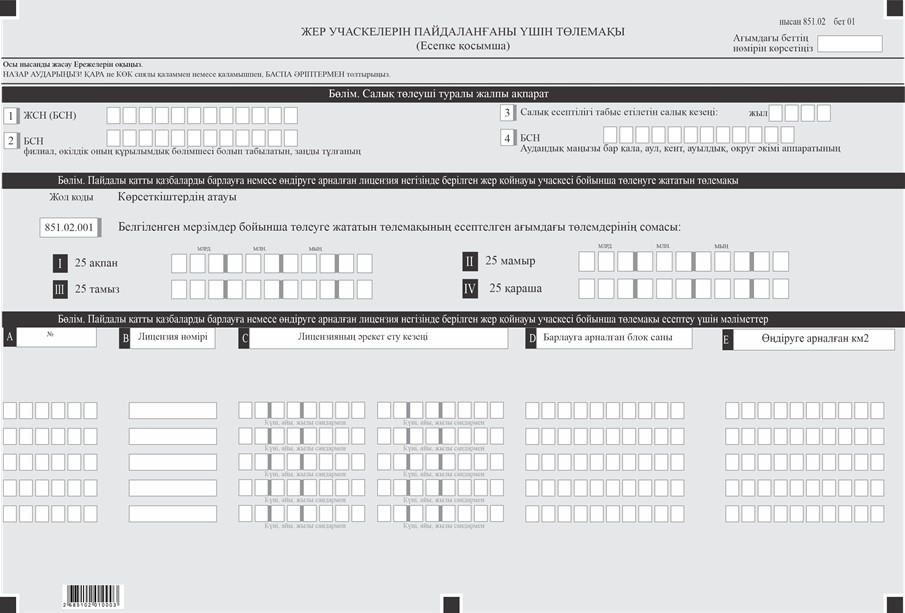 нысан 851.02 бет 01
ЖЕР УЧАСКЕЛЕРІН ПАЙДАЛАНҒАНЫ ҮШІН ТӨЛЕМАҚЫ
(Есепке қосымша)
Ағымдағы беттің
нөмірін көрсетіңіз
Осы нысанды жасау Ережелерін оқыңыз.
НАЗАР АУДАРЫҢЫЗ! ҚАРА не КӨК сиялы қаламмен немесе қаламышпен, БАСПА ӘРІПТЕРМЕН толтырыңыз.
Бөлім. Салық төлеуші туралы жалпы ақпарат
1 ЖСН (БСН)
3 Салық есептілігі табыс етілетін салық кезеңі: жыл
2 БСН
филиал, өкілдік оның құрылымдық бөлімшесі болып табылатын, заңды тұлғаның
4 БСН
Аудандық маңызы бар қала, ауыл, кент, ауылдық, округ әкімі аппаратының
Бөлім. Пайдалы қатты қазбаларды барлауға немесе өндіруге арналған лицензия негізінде берілген жер қойнауы учаскесі бойынша төленуге жататын төлемақы
Жол коды Көрсеткіштердің атауы
851.02.001 Белгіленген мерзімдер бойынша төлеуге жататын төлемақының есептелген ағымдағы төлемдерінің сомасы:
млрд. млн. мың
млрд. млн. мың
I 25 ақпан
II 25 мамыр
III 25 тамыз
IV 25 қараша
Бөлім. Пайдалы қатты қазбаларды барлауға немесе өндіруге арналған лицензия негізінде берілген жер қойнауы учаскесі бойынша төлемақы есептеу үшін мәліметтер
A № B Лицензия нөмірі C Лицензияның әрекет ету кезеңі D Барлауға арналған блок саны E Өңдіруге арналған км2
Күні, айы, жылы сандармен Күні, айы, жылы сандармен
Күні, айы, жылы сандармен Күні, айы, жылы сандармен
Күні, айы, жылы сандармен Күні, айы, жылы сандармен
Күні, айы, жылы сандармен Күні, айы, жылы сандармен
Күні, айы, жылы сандармен Күні, айы, жылы сандармен
2 685102 010003